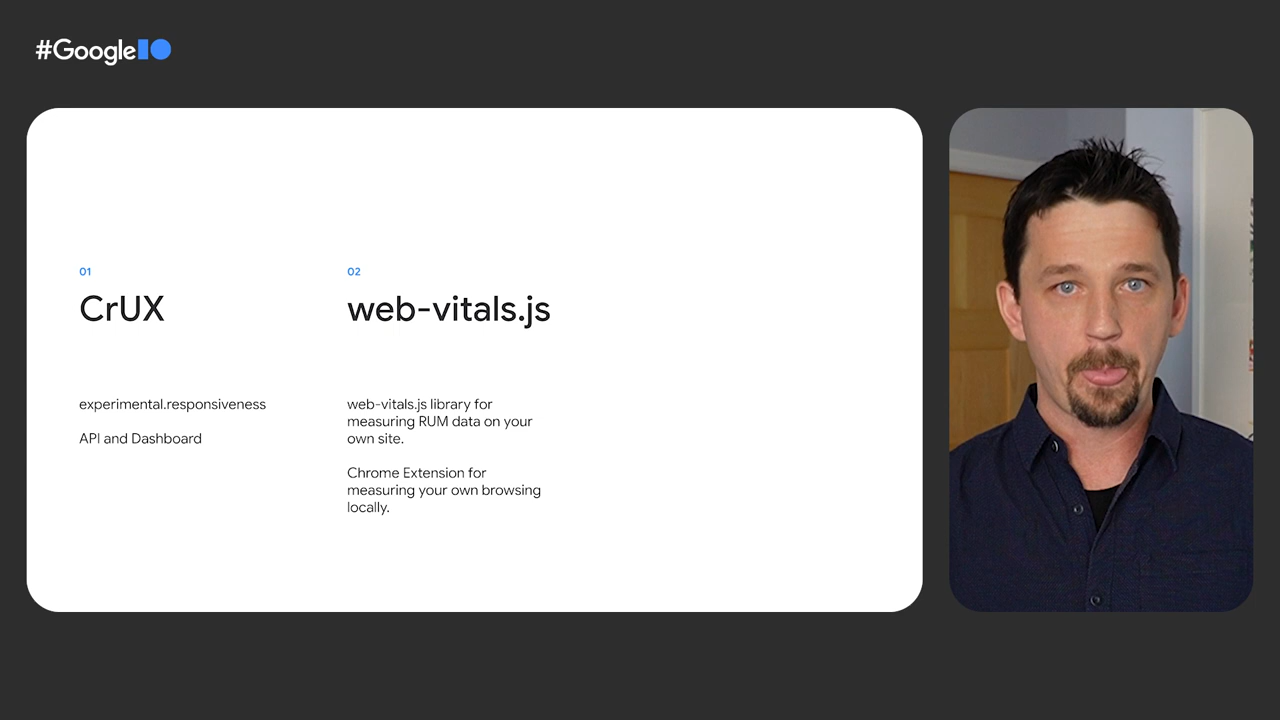 #GoogleIO
01
CrUX
experimental.responsiveness
API and Dashboard
02
web-vitals.js
web-vitals.js library for
measuring RUM data on your
own site.
Chrome Extension for
measuring your own browsing
locally.